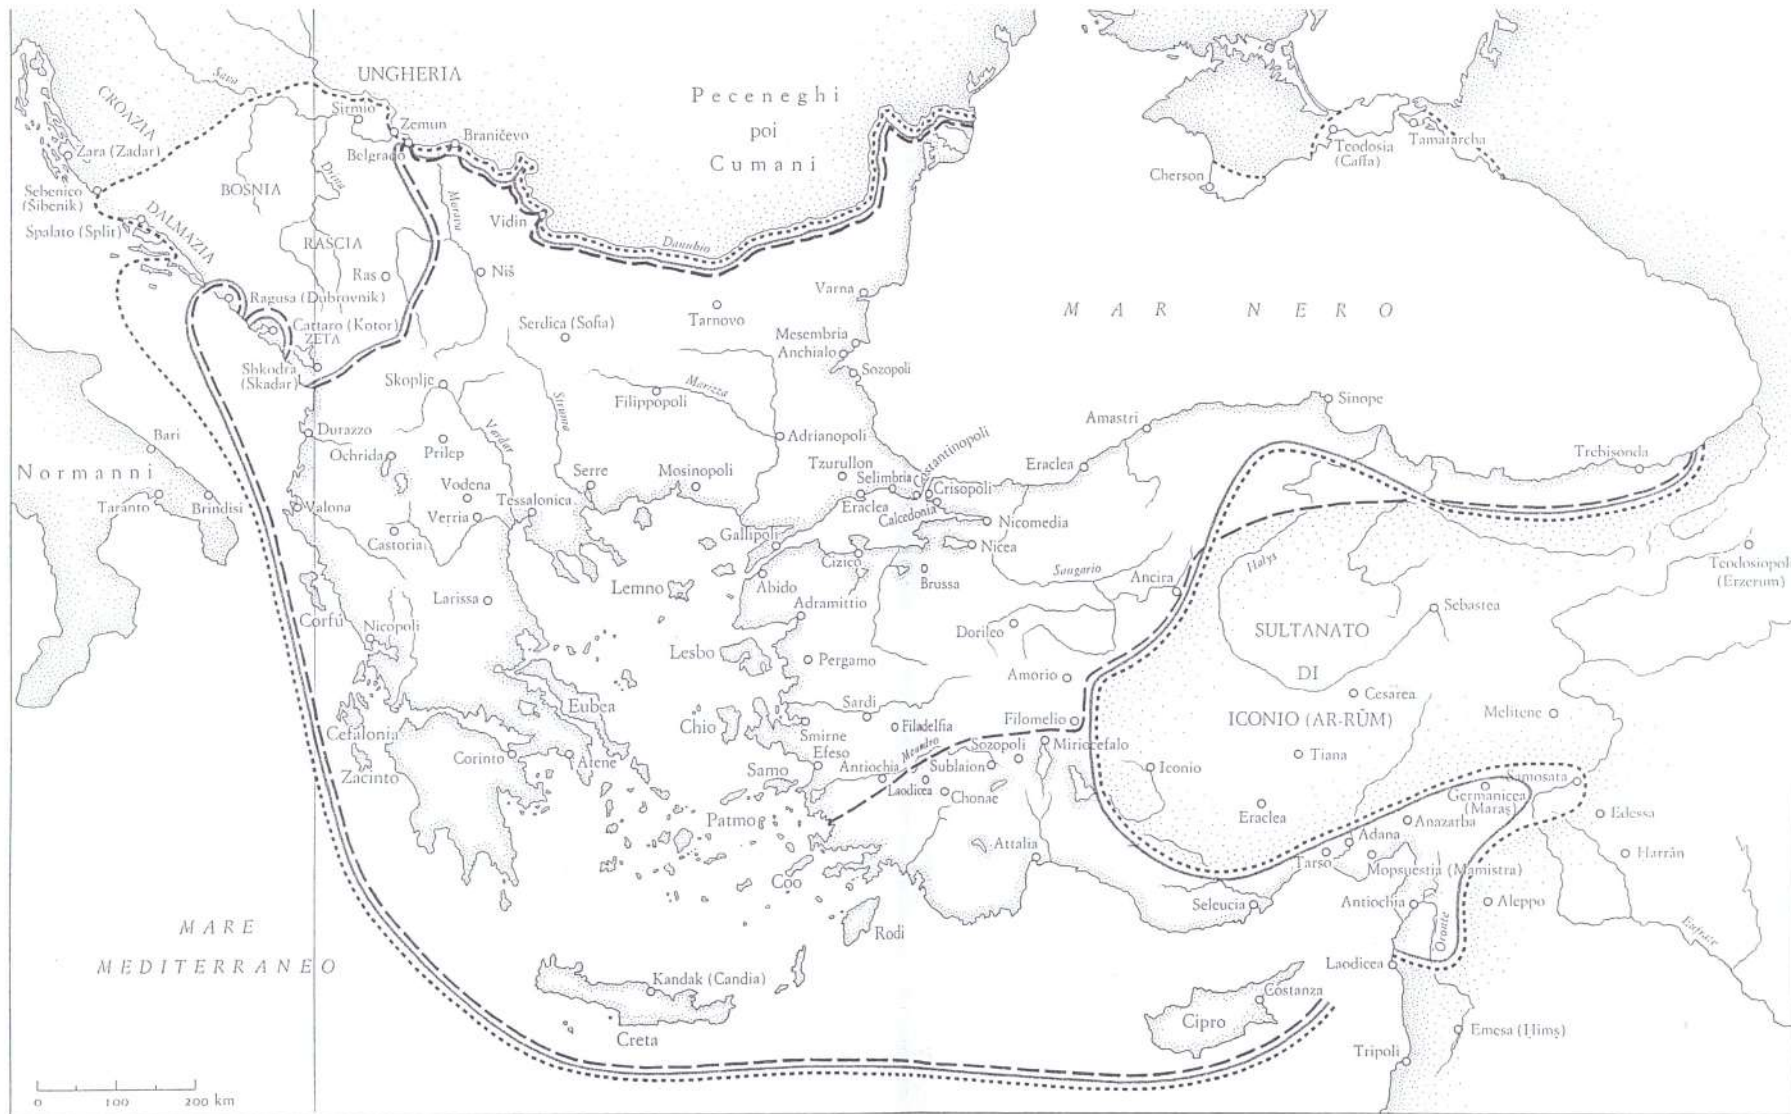 UNGHERIA
Peceneghi
poi
Cumani
CROAZIA
Sava
Sirmio
Zemun
Belgrado
Braničevo
Zara (Zadar)
Sebenico
(Šibenik)
BOSNIA
Drina
Morava
DALMAZIA
Spalato (Split)
RASCIA
Ras
Niš
Vidin
Danubio
Cherson
Teodosia
(Caffa)
Tamatarcha
Ragusa (Dubrovnik)
Cattaro (Kotor)
ZETA
Shkodra
(Skadar)
Serdica (Sofia)
Tarnovo
Varna
Mesembria
Anchialo
Sozopoli
MAR NERO
Skoplje
Struma
Filippopoli
Marizza
Vardar
Bari
Normanni
Taranto
Brindisi
Durazzo
Ochrida
Prilep
Vodena
Valona
Verria
Castoria
Tessalonica
Serre
Mosinopoli
Adrianopoli
Tzurullon
Selimbria
Costantinopoli
Crisopoli
Eraclea
Calcedonia
Eraclea
Amastri
Sinope
Trebisonda
Nicomedia
Nicea
Gallipoli
Cizico
Brussa
Sangario
Ancira
Halys
Teodosiopoli
(Erzerum)
Lemno
Abido
Adramittio
Larissa
Corfù
Nicopoli
Dorileo
Sebastea
SULTANATO
DI
ICONIO (AR-RŪM)
Lesbo
Pergamo
Amorio
Cesarea
Melitene
Eubea
Chio
Sardi
Filadelfia
Filomelio
Smirne
Efeso
Cefalonia
Zacinto
Corinto
Atene
Samo
Antiochia
Meandro
Sublaion
Sozopoli
Miriocefalo
Laodicea
Chonae
Iconio
Tiana
Samosata
Germanicea
(Maraş)
Anazarba
Eraclea
Edessa
Patmo
Attalia
Adana
Tarso
Mopsuestia (Mamistra)
Harrân
Coo
Seleucia
Antiochia
Oronte
Aleppo
Eufrate
Rodi
MARE
MEDITERRANEO
Laodicea
Kandak (Candia)
Creta
Costanza
Cipro
Emesa (Ḥimṣ)
Tripoli
0 100 200 km